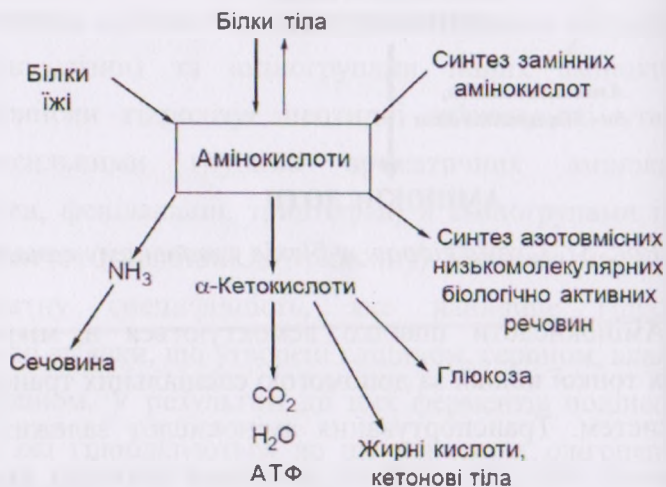 Білки тіла
Білки
їжі
Синтез замінних
амінокислот
Амінокислоти
NH3
α-Кетокислоти
Синтез азотовмісних
низькомолекулярних
біологічно активних
речовин
Сечовина
Глюкоза
CO2
H2O
АТФ
Жирні кислоти,
кетонові тіла